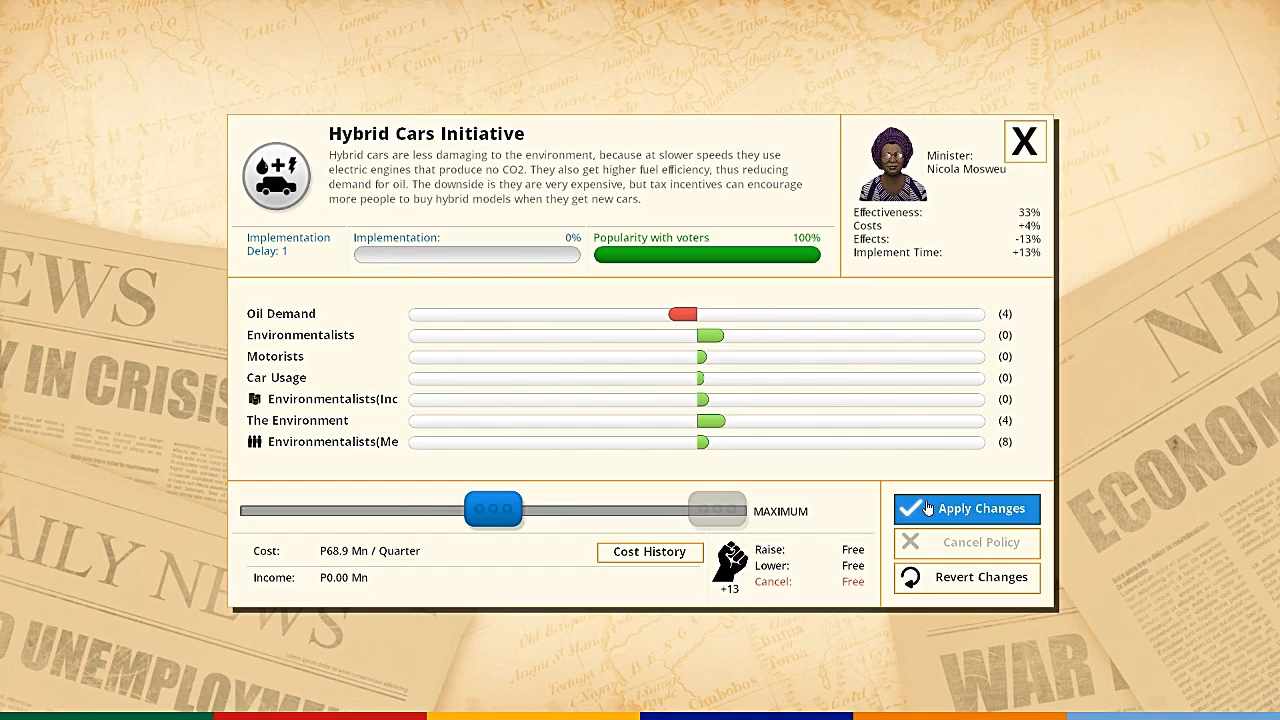 Hybrid Cars Initiative
Hybrid cars are less damaging to the environment, because at slower speeds they use
electric engines that produce no CO2. They also get higher fuel efficiency, thus reducing
demand for oil. The downside is they are very expensive, but tax incentives can encourage
more people to buy hybrid models when they get new cars.
X
Minister:
Nicola Mosweu
Effectiveness: 33%
Costs +4%
Effects: -13%
Implement Time: +13%
Implementation
Delay: 1
Implementation: 0%
Popularity with voters 100%
Oil Demand (4)
Environmentalists (0)
Motorists (0)
Car Usage (0)
Environmentalists(Inc (0)
The Environment (4)
Environmentalists(Me (8)
MAXIMUM
Cost: P68.9 Mn / Quarter
Income: P0.00 Mn
Cost History
+13
Raise: Free
Lower: Free
Cancel: Free
Apply Changes
Cancel Policy
Revert Changes
EWS
Y IN CRISIS
AILY NEWS
D UNEMPLOYM
NE
ECONOM
WAR